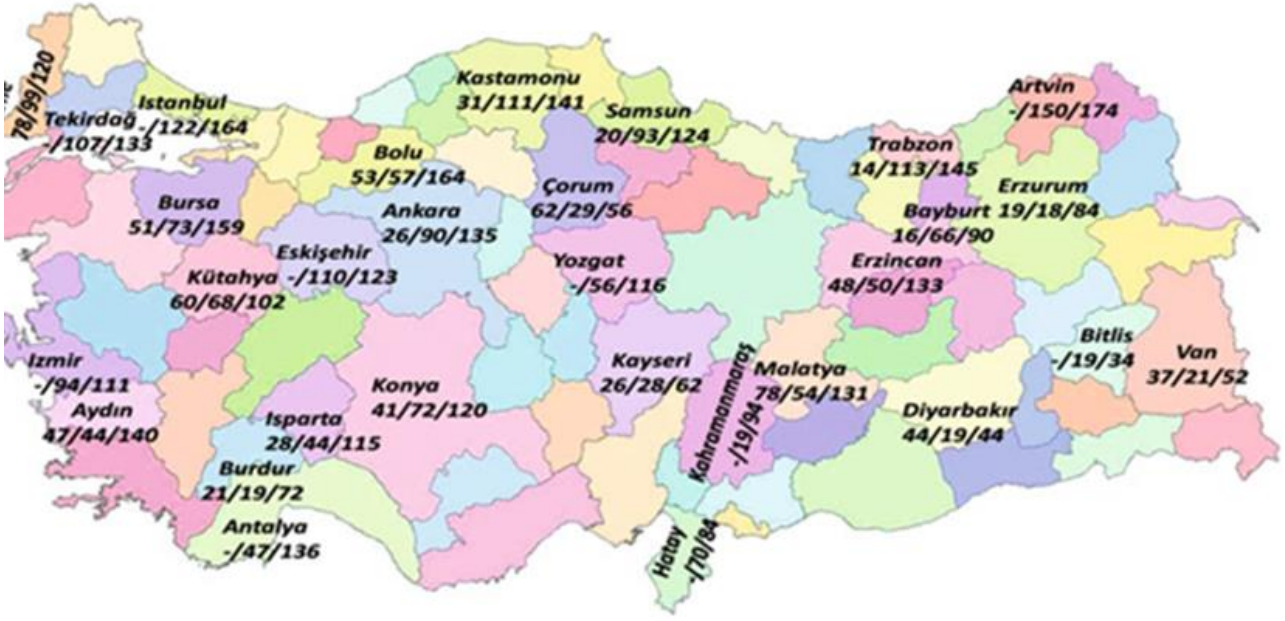 78/99/120
Tekirdağ
-/107/133
Istanbul
-/122/164
Kastamonu
31/111/141
Samsun
20/93/124
Artvin
-/150/174
Bolu
53/57/164
Trabzon
14/113/145
Bursa
51/73/159
Ankara
26/90/135
Çorum
62/29/56
Erzurum
19/18/84
Bayburt
16/66/90
Eskişehir
-/110/123
Kütahya
60/68/102
Yozgat
-/56/116
Erzincan
48/50/133
Izmir
-/94/111
Aydın
47/44/140
Konya
41/72/120
Kayseri
26/28/62
Kahramanmaraş
-/19/94
Malatya
78/54/131
Diyarbakır
44/19/44
Bitlis
-/19/34
Van
37/21/52
Isparta
28/44/115
Burdur
21/19/72
Antalya
-/47/136
Hatay
-/70/84